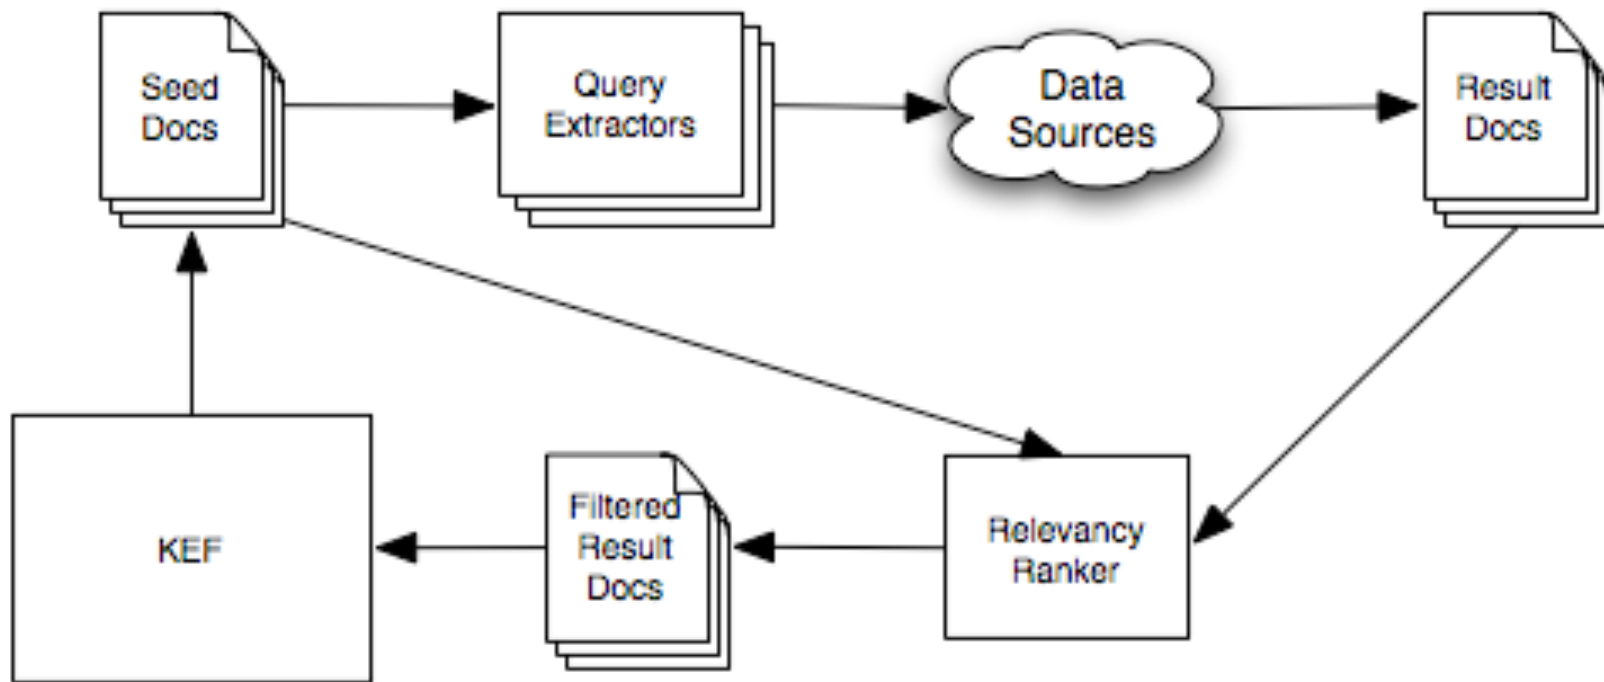 Seed
Docs
Query
Extractors
Data
Sources
Result
Docs
KEF
Filtered
Result
Docs
Relevancy
Ranker